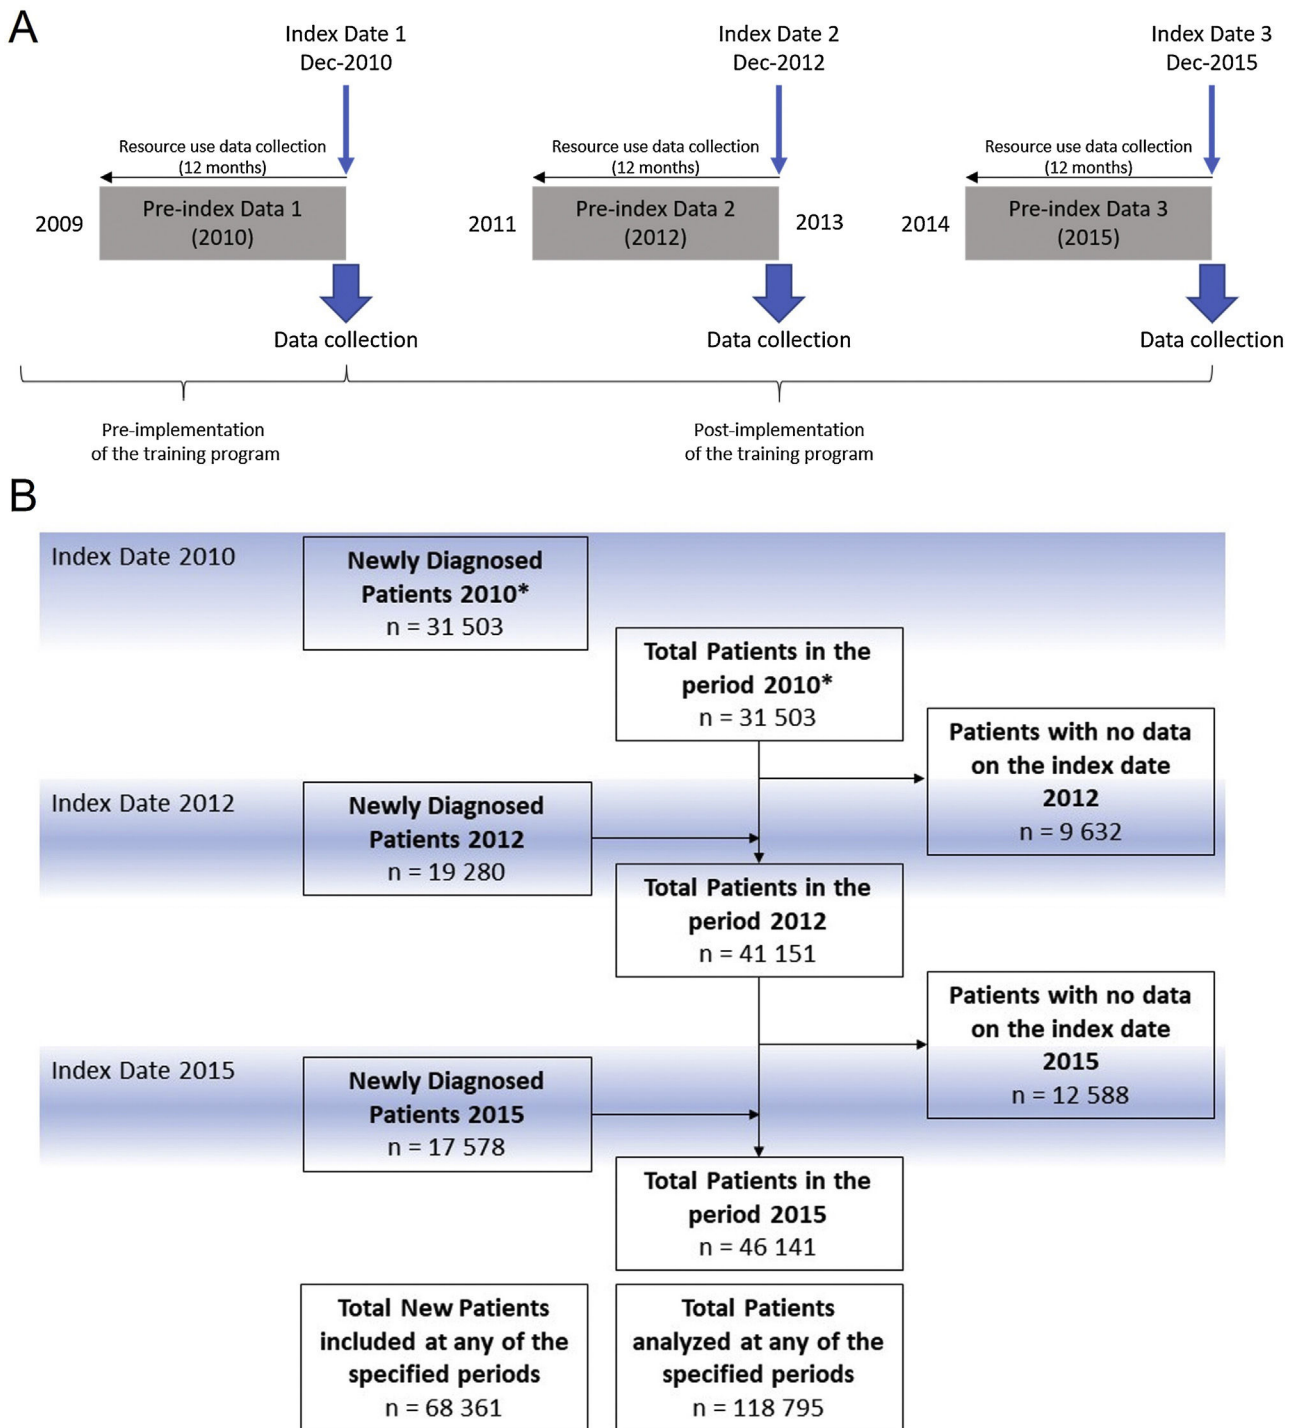 A
Index Date 1
Dec-2010
Index Date 2
Dec-2012
Index Date 3
Dec-2015
Resource use data collection
(12 months)
Resource use data collection
(12 months)
Resource use data collection
(12 months)
2009
Pre-index Data 1
(2010)
2011
Pre-index Data 2
(2012)
2013
2014
Pre-index Data 3
(2015)
Data collection
Data collection
Data collection
Pre-implementation
of the training program
Post-implementation
of the training program
B
Index Date 2010
Newly Diagnosed
Patients 2010*
n = 31 503
Total Patients in the
period 2010*
n = 31 503
Patients with no data
on the index date
2012
n = 9 632
Index Date 2012
Newly Diagnosed
Patients 2012
n = 19 280
Total Patients in the
period 2012
n = 41 151
Patients with no data
on the index date
2015
n = 12 588
Index Date 2015
Newly Diagnosed
Patients 2015
n = 17 578
Total Patients in the
period 2015
n = 46 141
Total New Patients
included at any of the
specified periods
n = 68 361
Total Patients
analyzed at any of the
specified periods
n = 118 795